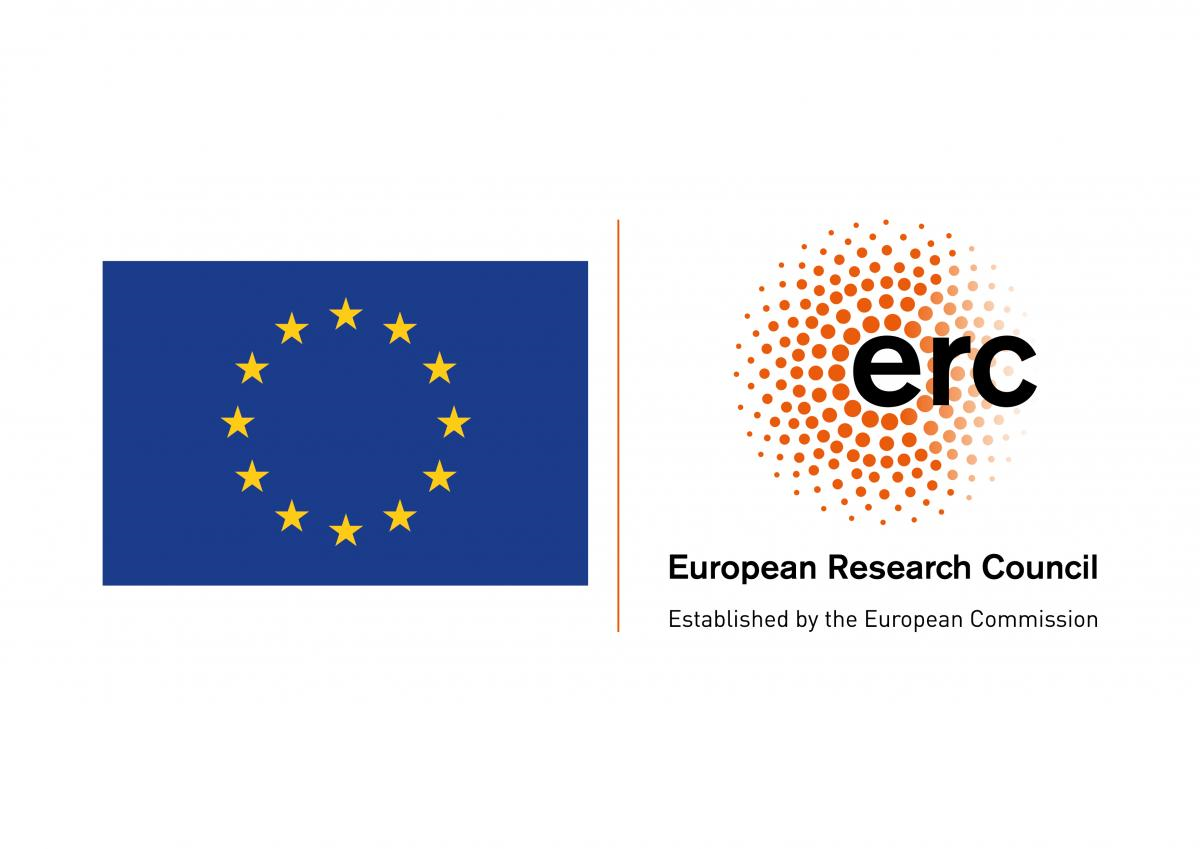 erc
European Research Council
Established by the European Commission